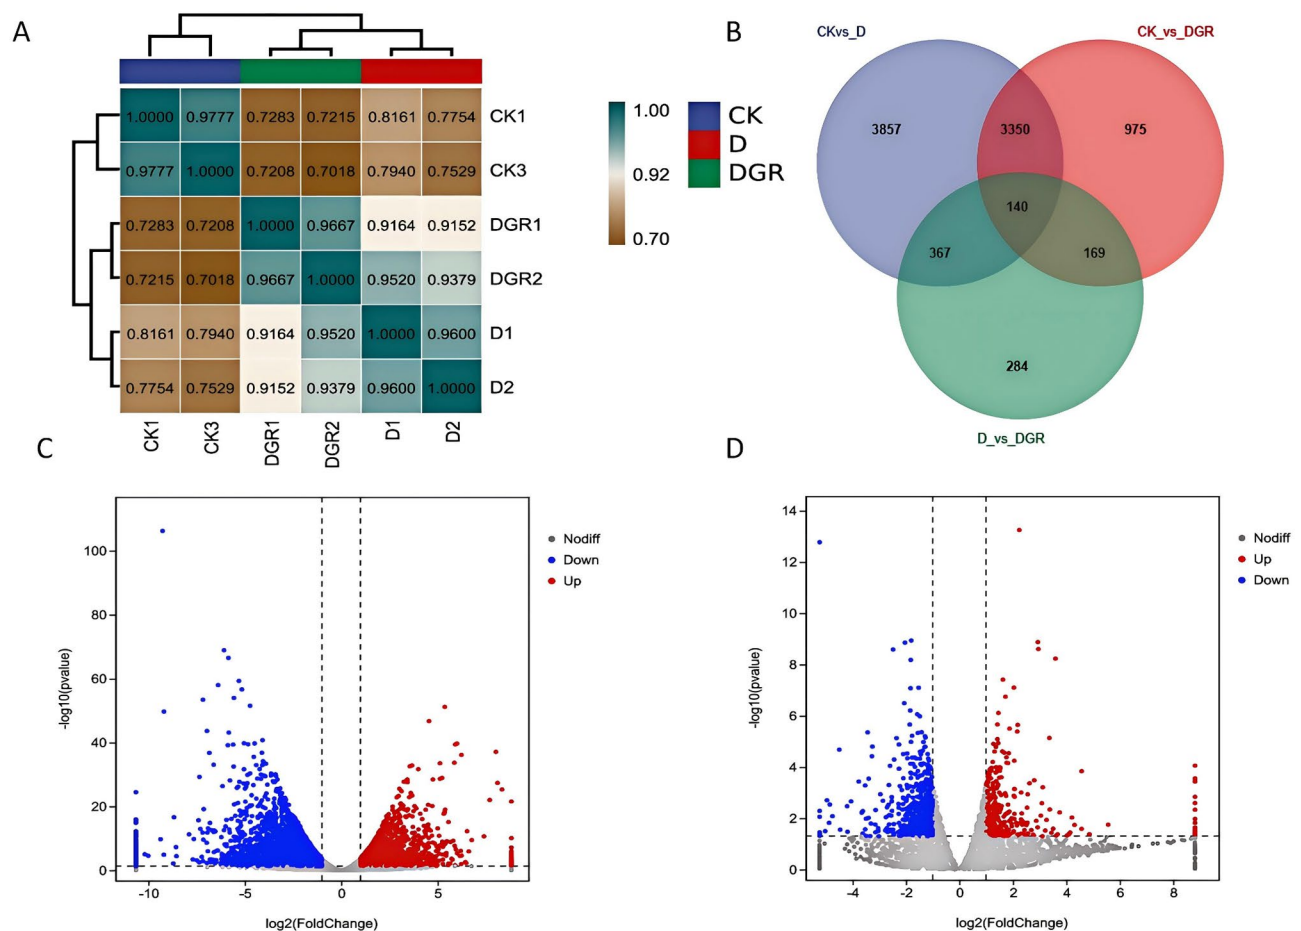 A
1.0000 0.9777 0.7283 0.7215 0.8161 0.7754 CK1
0.9777 1.0000 0.7208 0.7018 0.7940 0.7529 CK3
0.7283 0.7208 1.0000 0.9667 0.9164 0.9152 DGR1
0.7215 0.7018 0.9667 1.0000 0.9520 0.9379 DGR2
0.8161 0.7940 0.9164 0.9520 1.0000 0.9600 D1
0.7754 0.7529 0.9152 0.9379 0.9600 1.0000 D2
CK1 CK3 DGR1 DGR2 D1 D2
1.00
0.92
0.70
CK
D
DGR
B
CKvs_D
CK_vs_DGR
3857
3350
975
140
367
169
284
D_vs_DGR
C
-log10(pvalue)
100
80
60
40
20
0
-10 -5 0 5
log2(FoldChange)
Nodiff
Down
Up
D
-log10(pvalue)
14
12
10
8
6
4
2
0
-4 -2 0 2 4 6 8
log2(FoldChange)
Nodiff
Up
Down